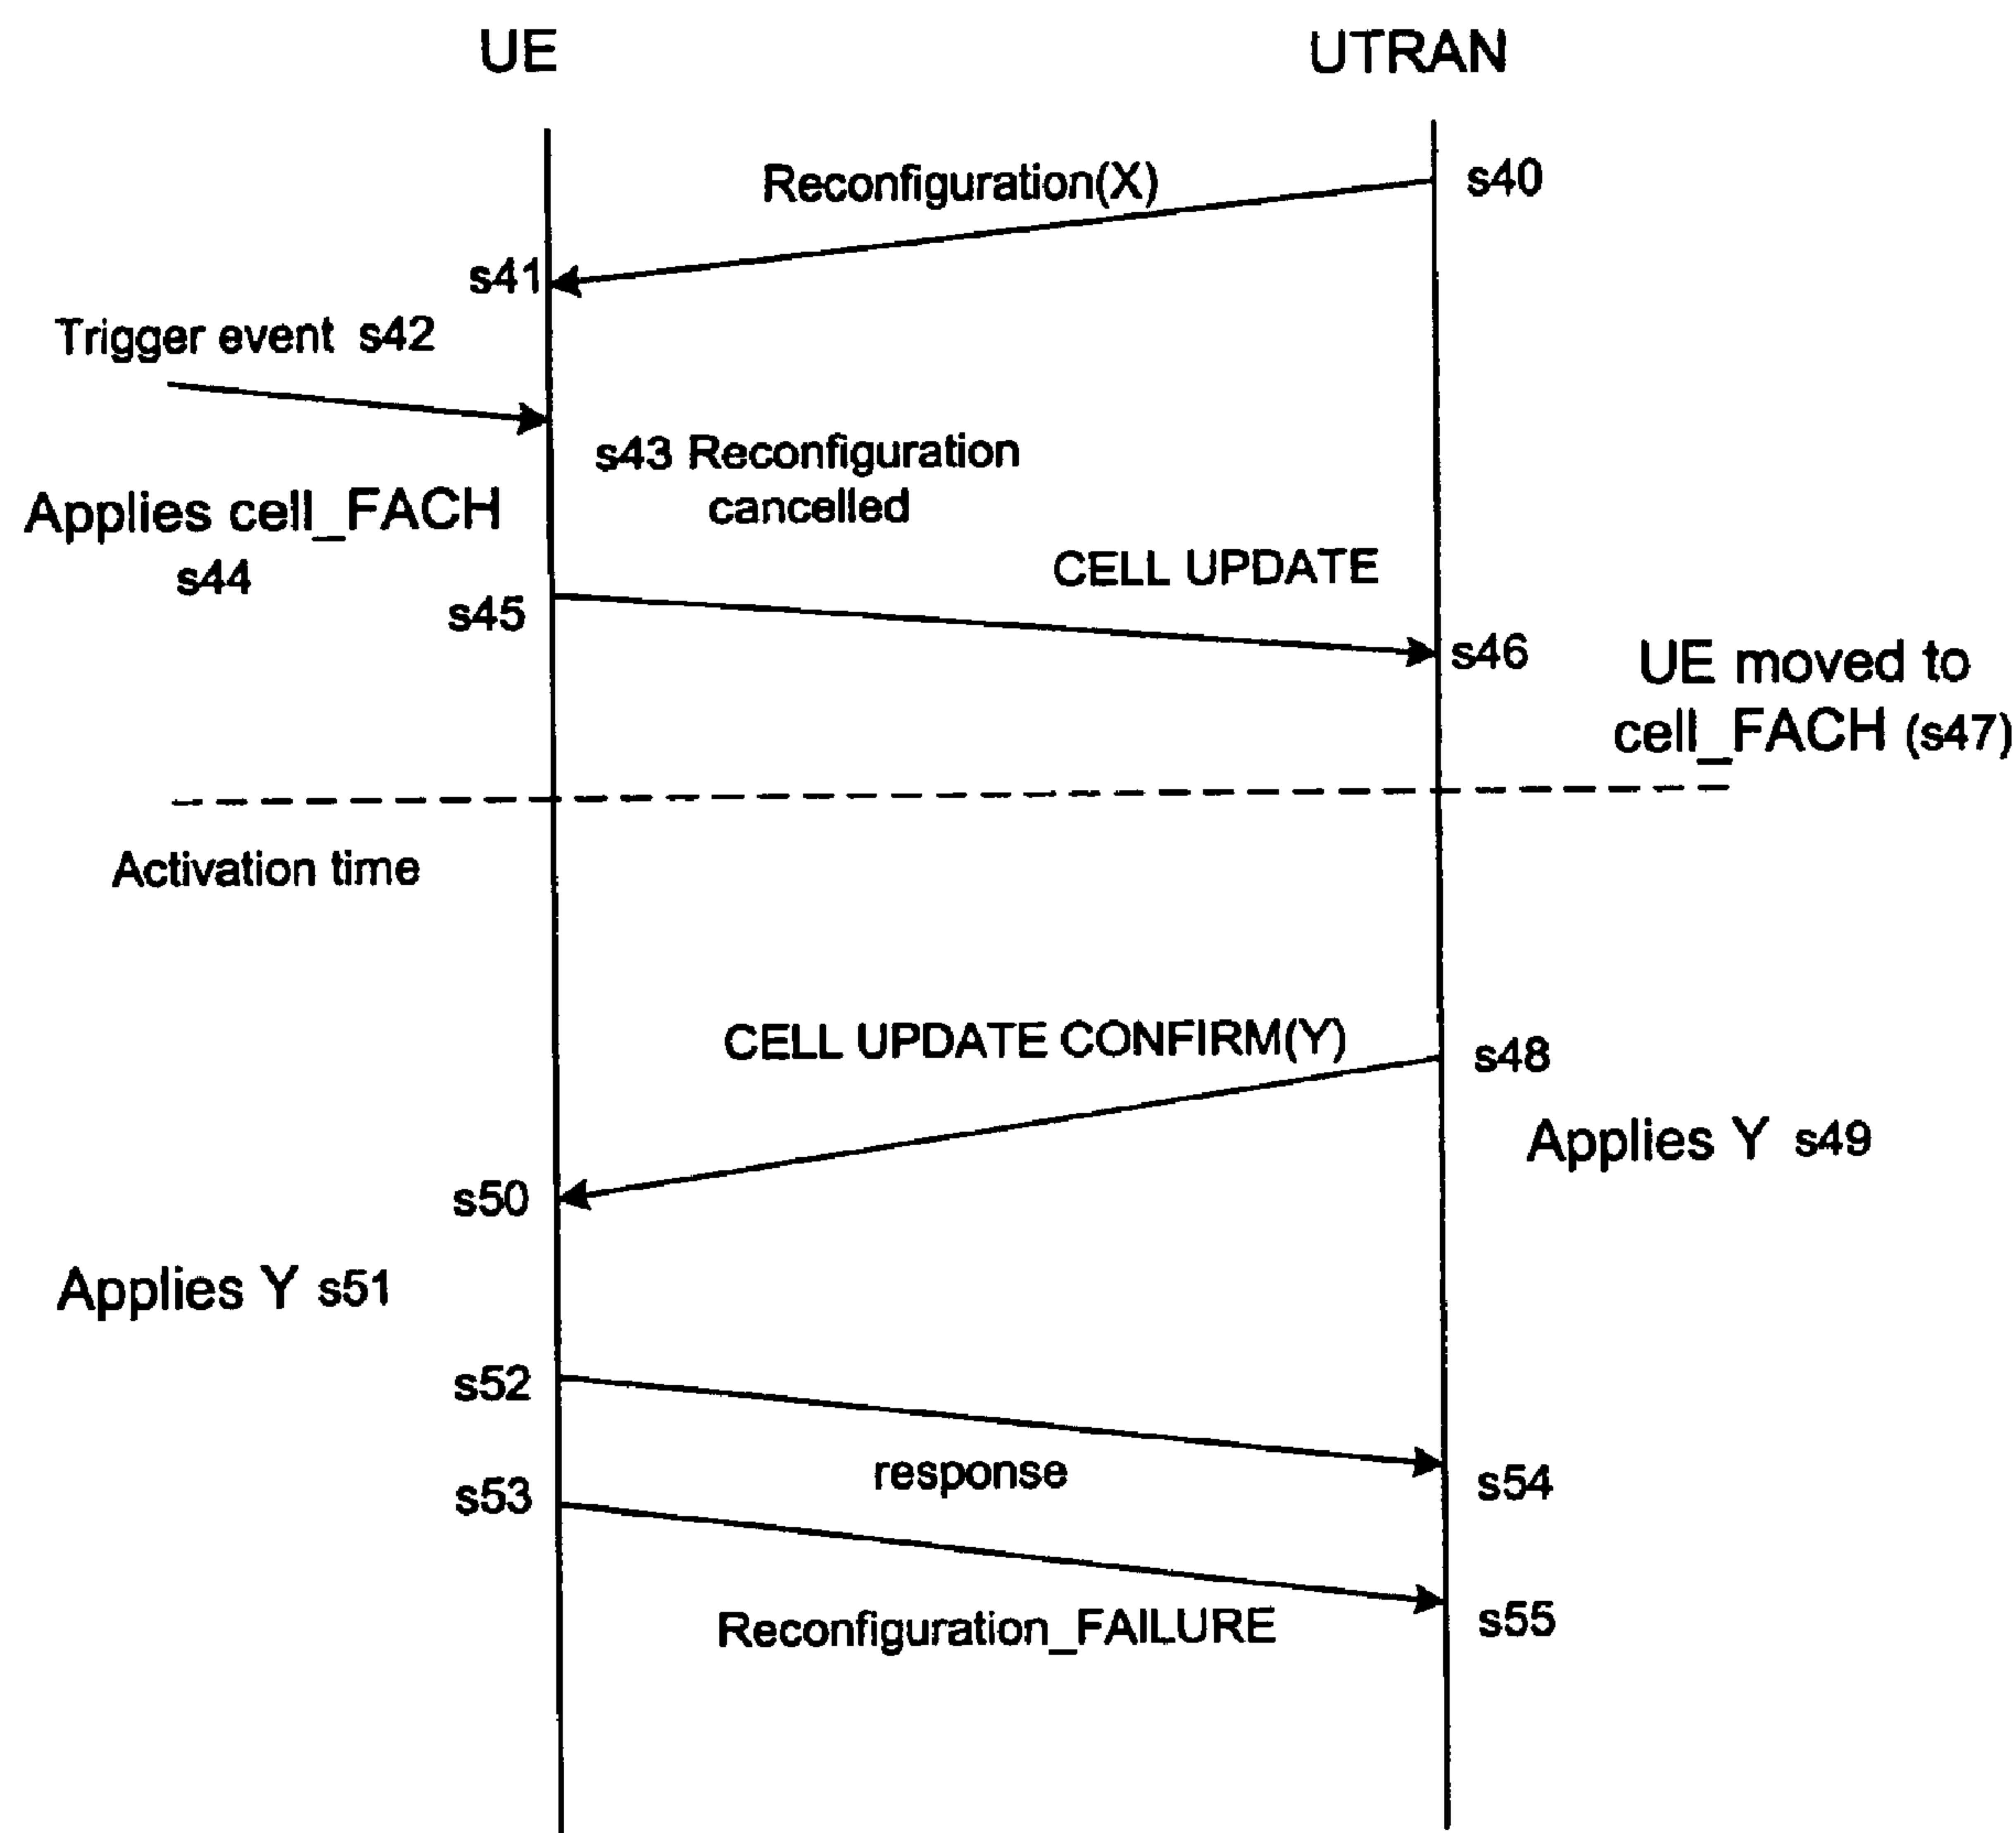 UE
UTRAN
Reconfiguration(X)
s40
s41
Trigger event s42
s43 Reconfiguration
cancelled
Applies cell_FACH
s44
CELL UPDATE
s45
s46
UE moved to
cell_FACH (s47)
Activation time
CELL UPDATE CONFIRM(Y)
s48
Applies Y s49
s50
Applies Y s51
s52
response
s54
s53
Reconfiguration_FAILURE
s55